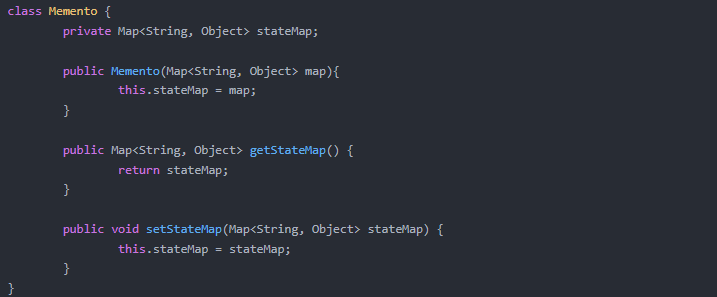 class Memento {
        private Map<String, Object> stateMap;

        public Memento(Map<String, Object> map){
                this.stateMap = map;
        }

        public Map<String, Object> getStateMap() {
                return stateMap;
        }

        public void setStateMap(Map<String, Object> stateMap) {
                this.stateMap = stateMap;
        }
}